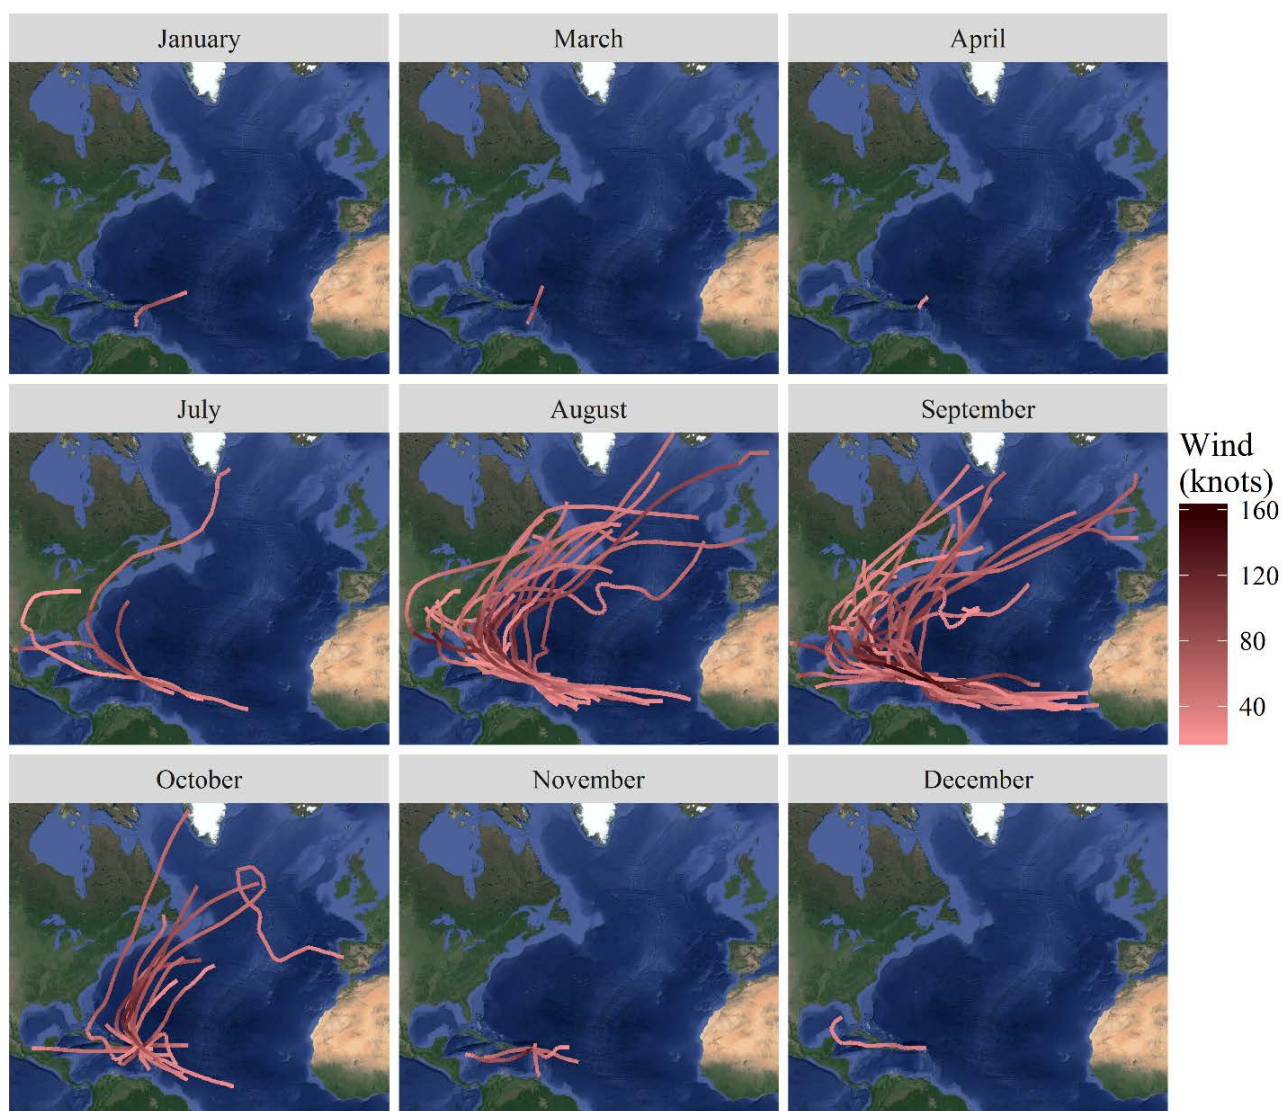 January
March
April
July
August
September
Wind
(knots)
160
120
80
40
October
November
December